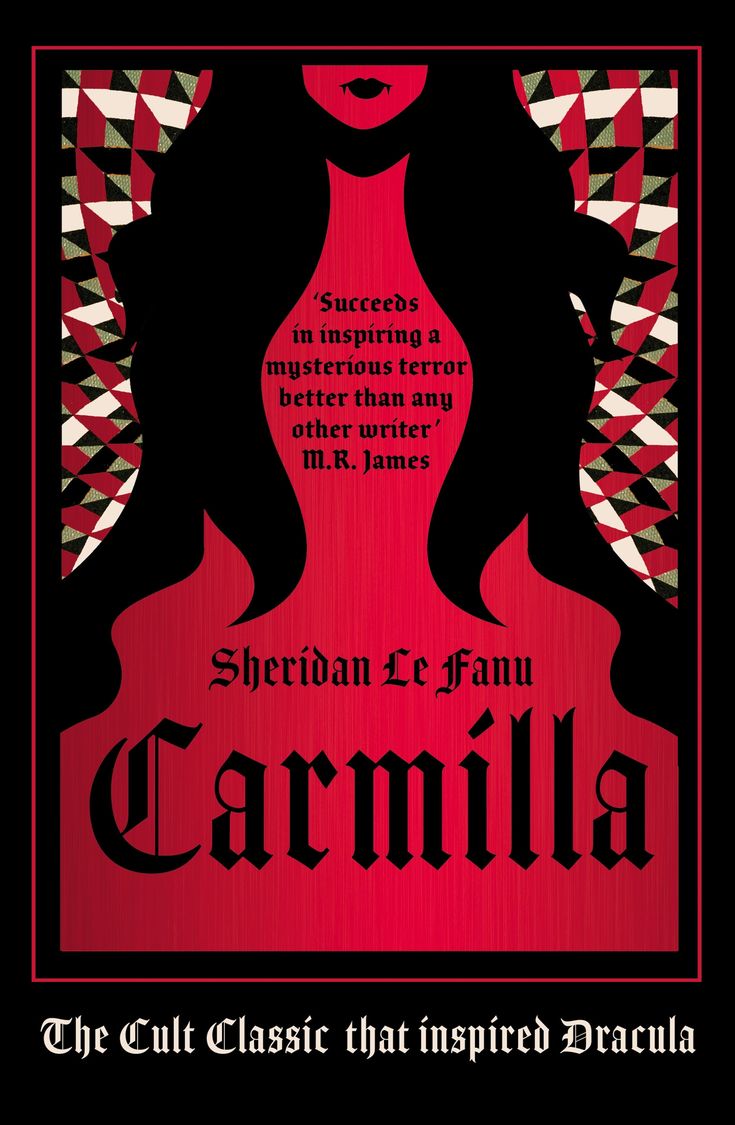 ‘Succeeds
in inspiring a
mysterious terror
better than any
other writer’
M.R. James
Sheridan Le Fanu
Carmilla
The Cult Classic that inspired Dracula